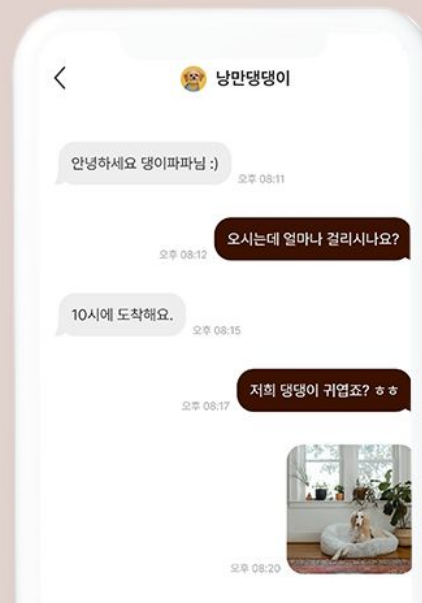 낭만댕댕이
안녕하세요 댕이파파님 :)
오후 08:11
오시는데 얼마나 걸리시나요?
오후 08:12
10시에 도착해요.
오후 08:15
저희 댕댕이 귀엽죠? ㅎㅎ
오후 08:17
오후 08:20